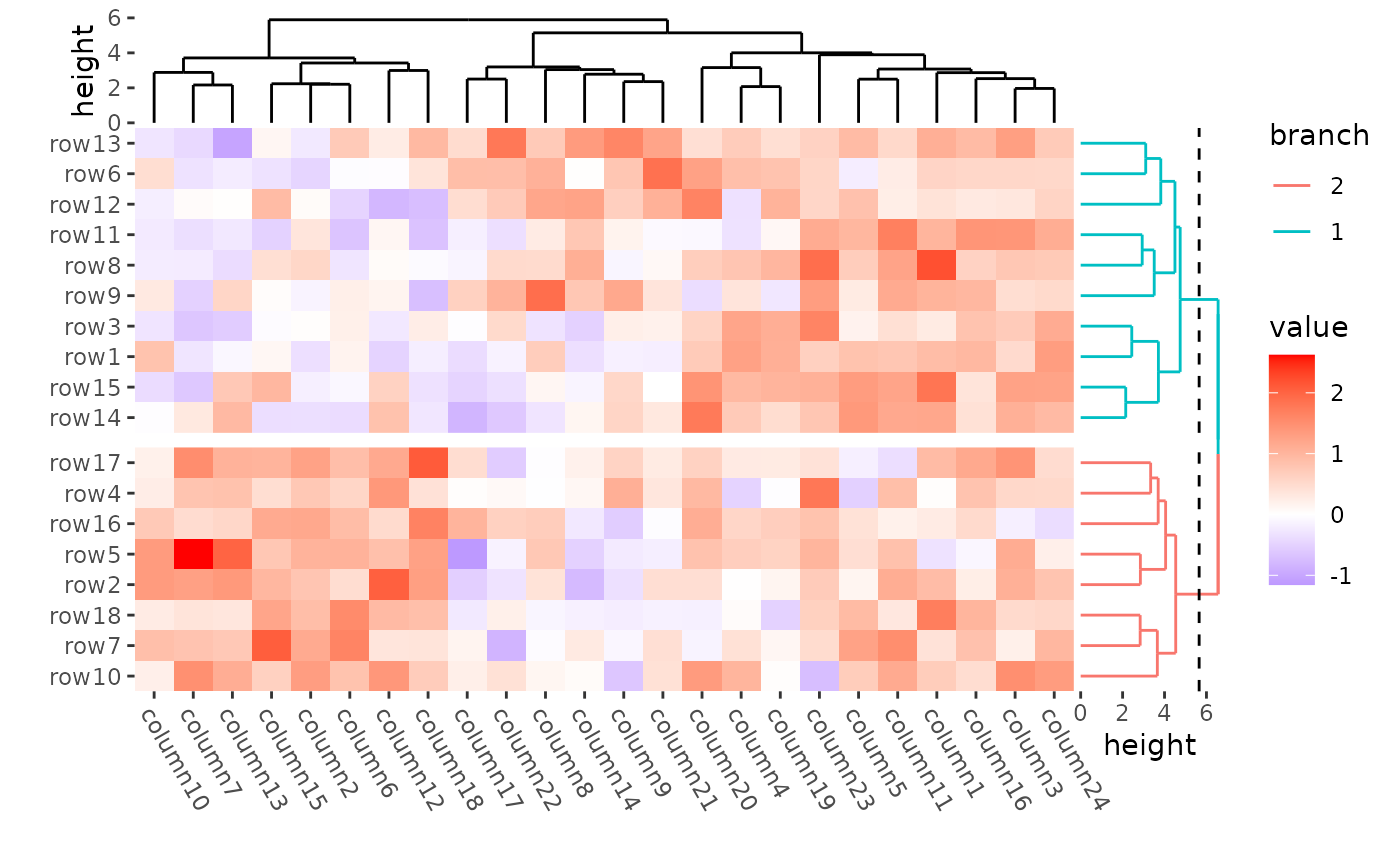 height
6
4
2
0
row13
row6
row12
row11
row8
row9
row3
row1
row15
row14
row17
row4
row16
row5
row2
row18
row7
row10
column10
column7
column13
column15
column2
column6
column12
column18
column17
column22
column8
column14
column9
column21
column20
column4
column19
column23
column5
column11
column1
column16
column3
column24
0 2 4 6
height
branch
2
1
value
2
1
0
-1